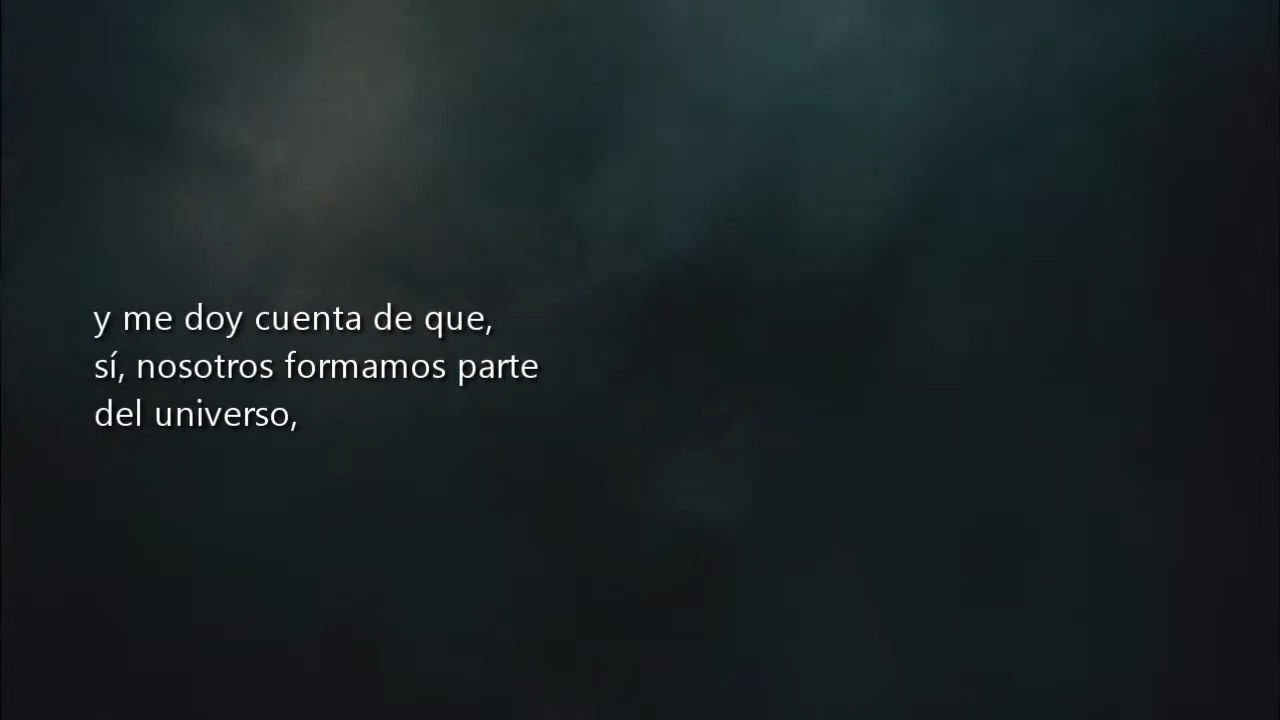 y me doy cuenta de que,
sí, nosotros formamos parte
del universo,